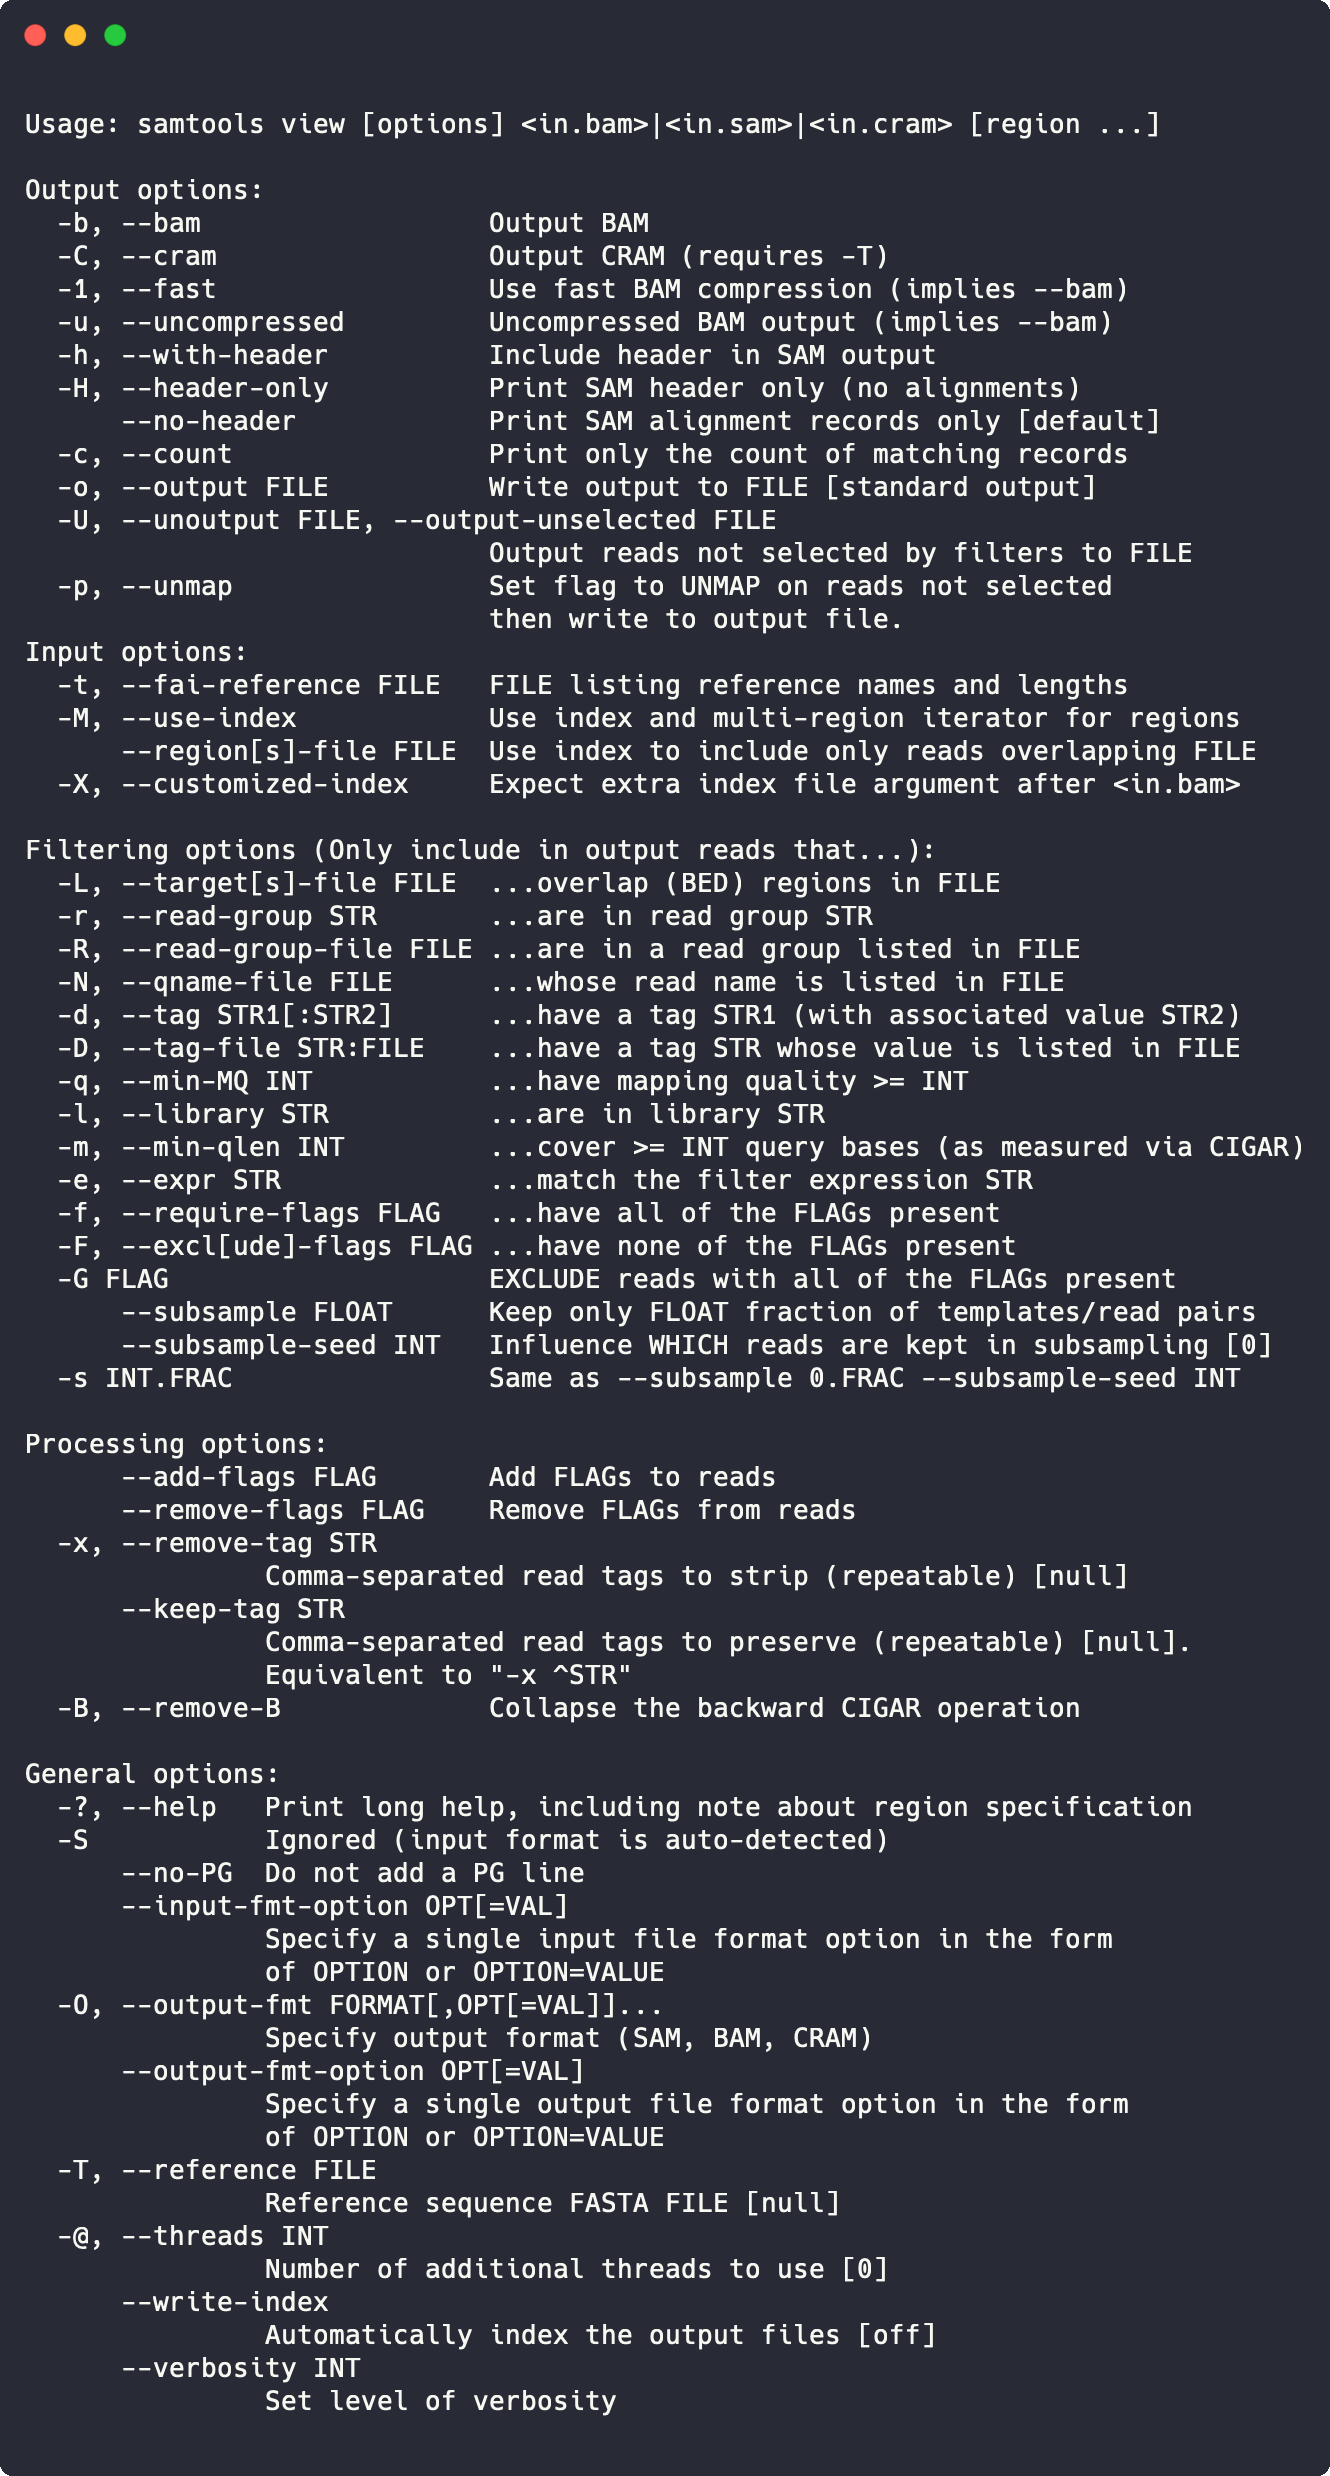 Usage: samtools view [options] <in.bam>|<in.sam>|<in.cram> [region ...]

Output options:
  -b, --bam                  Output BAM
  -C, --cram                 Output CRAM (requires -T)
  -1, --fast                 Use fast BAM compression (implies --bam)
  -u, --uncompressed         Uncompressed BAM output (implies --bam)
  -h, --with-header          Include header in SAM output
  -H, --header-only          Print SAM header only (no alignments)
      --no-header            Print SAM alignment records only [default]
  -c, --count                Print only the count of matching records
  -o, --output FILE          Write output to FILE [standard output]
  -U, --unoutput FILE, --output-unselected FILE
                             Output reads not selected by filters to FILE
  -p, --unmap                Set flag to UNMAP on reads not selected
                             then write to output file.
Input options:
  -t, --fai-reference FILE   FILE listing reference names and lengths
  -M, --use-index            Use index and multi-region iterator for regions
      --region[s]-file FILE  Use index to include only reads overlapping FILE
  -X, --customized-index     Expect extra index file argument after <in.bam>

Filtering options (Only include in output reads that...):
  -L, --target[s]-file FILE  ...overlap (BED) regions in FILE
  -r, --read-group STR       ...are in read group STR
  -R, --read-group-file FILE ...are in a read group listed in FILE
  -N, --qname-file FILE      ...whose read name is listed in FILE
  -d, --tag STR1[:STR2]      ...have a tag STR1 (with associated value STR2)
  -D, --tag-file STR:FILE    ...have a tag STR whose value is listed in FILE
  -q, --min-MQ INT           ...have mapping quality >= INT
  -l, --library STR          ...are in library STR
  -m, --min-qlen INT         ...cover >= INT query bases (as measured via CIGAR)
  -e, --expr STR             ...match the filter expression STR
  -f, --require-flags FLAG   ...have all of the FLAGs present
  -F, --excl[ude]-flags FLAG ...have none of the FLAGs present
  -G FLAG                    EXCLUDE reads with all of the FLAGs present
      --subsample FLOAT      Keep only FLOAT fraction of templates/read pairs
      --subsample-seed INT   Influence WHICH reads are kept in subsampling [0]
  -s INT.FRAC                Same as --subsample 0.FRAC --subsample-seed INT

Processing options:
      --add-flags FLAG       Add FLAGs to reads
      --remove-flags FLAG    Remove FLAGs from reads
  -x, --remove-tag STR
               Comma-separated read tags to strip (repeatable) [null]
      --keep-tag STR
               Comma-separated read tags to preserve (repeatable) [null].
               Equivalent to "-x ^STR"
  -B, --remove-B             Collapse the backward CIGAR operation

General options:
  -?, --help   Print long help, including note about region specification
  -S           Ignored (input format is auto-detected)
      --no-PG  Do not add a PG line
      --input-fmt-option OPT[=VAL]
               Specify a single input file format option in the form
               of OPTION or OPTION=VALUE
  -O, --output-fmt FORMAT[,OPT[=VAL]]...
               Specify output format (SAM, BAM, CRAM)
      --output-fmt-option OPT[=VAL]
               Specify a single output file format option in the form
               of OPTION or OPTION=VALUE
  -T, --reference FILE
               Reference sequence FASTA FILE [null]
  -@, --threads INT
               Number of additional threads to use [0]
      --write-index
               Automatically index the output files [off]
      --verbosity INT
               Set level of verbosity